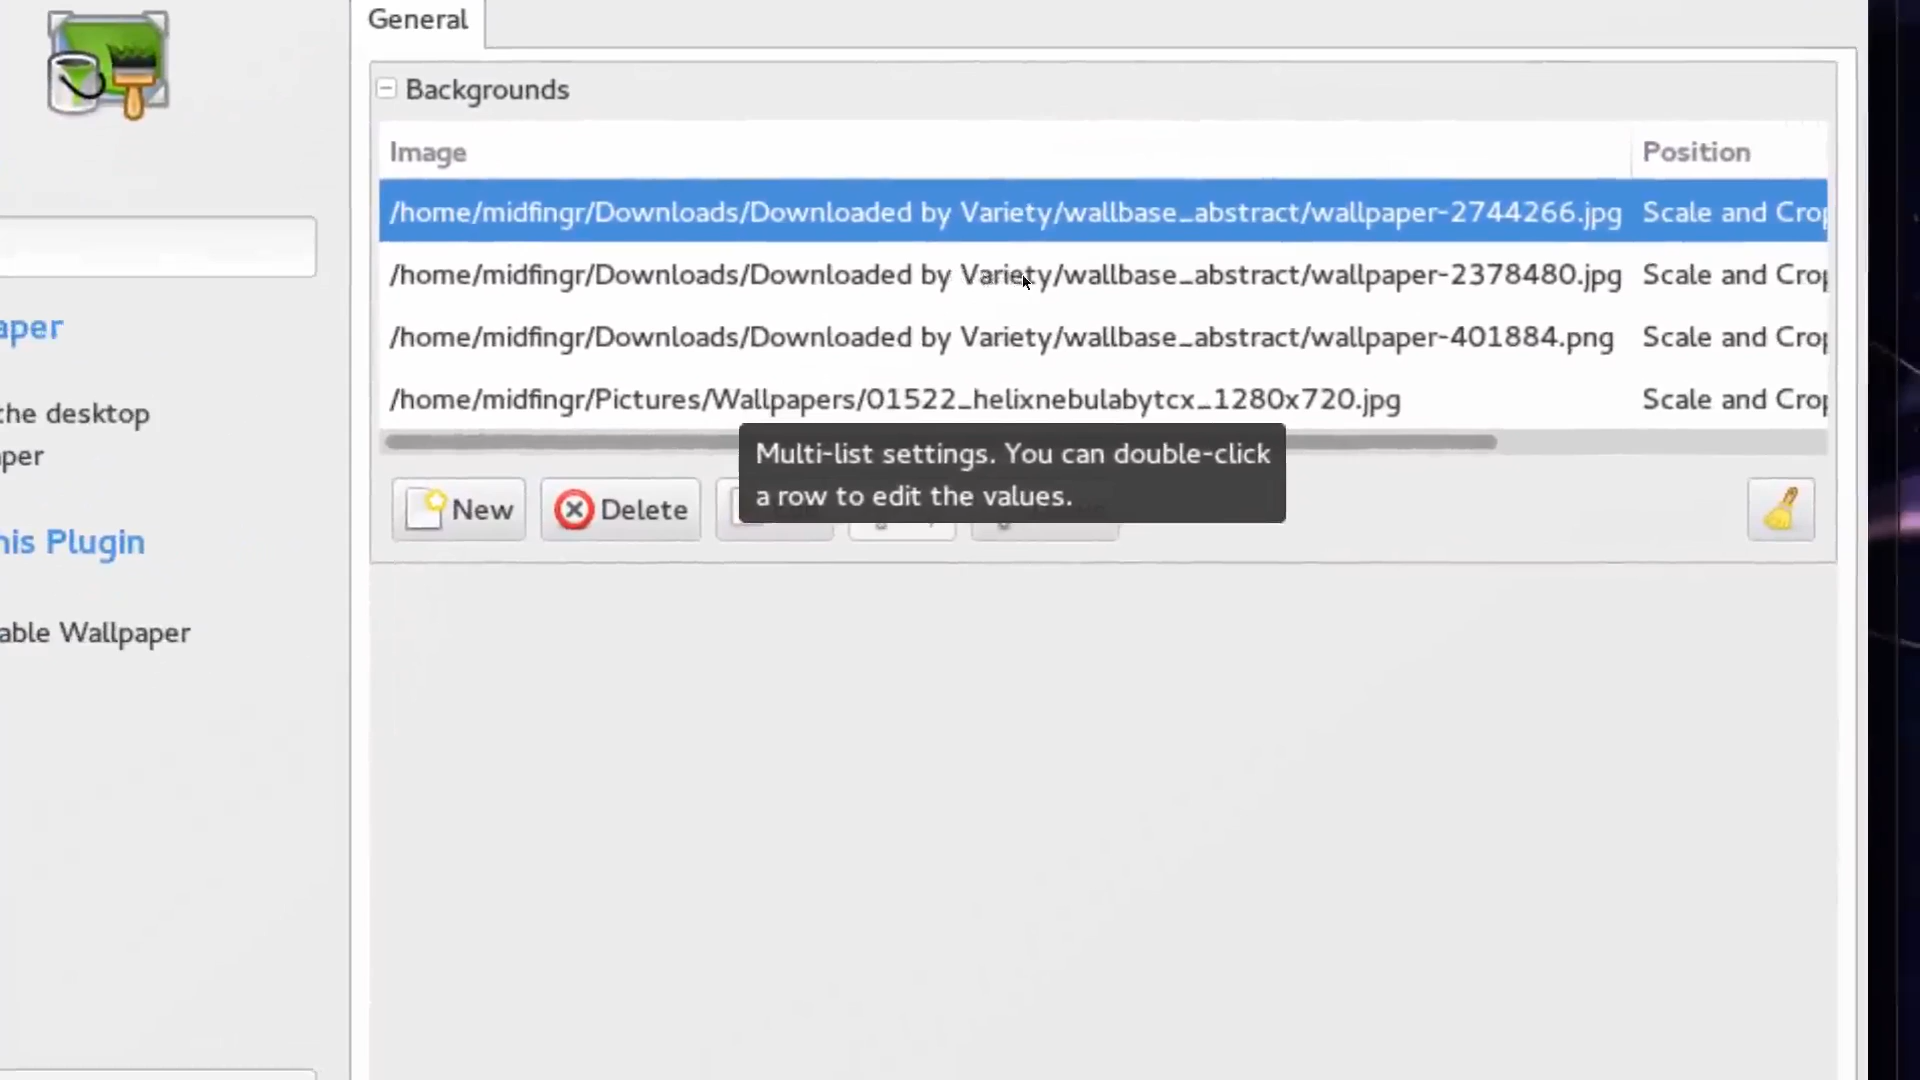 General
Backgrounds
Image Position
/home/midfingr/Downloads/Downloaded by Variety/wallbase_abstract/wallpaper-2744266.jpg Scale and Crop
/home/midfingr/Downloads/Downloaded by Variety/wallbase_abstract/wallpaper-2378480.jpg Scale and Crop
/home/midfingr/Downloads/Downloaded by Variety/wallbase_abstract/wallpaper-401884.png Scale and Crop
/home/midfingr/Pictures/Wallpapers/01522_helixnebulabytcx_1280x720.jpg Scale and Crop
Multi-list settings. You can double-click
a row to edit the values.
New Delete
aper
the desktop
aper
his Plugin
able Wallpaper